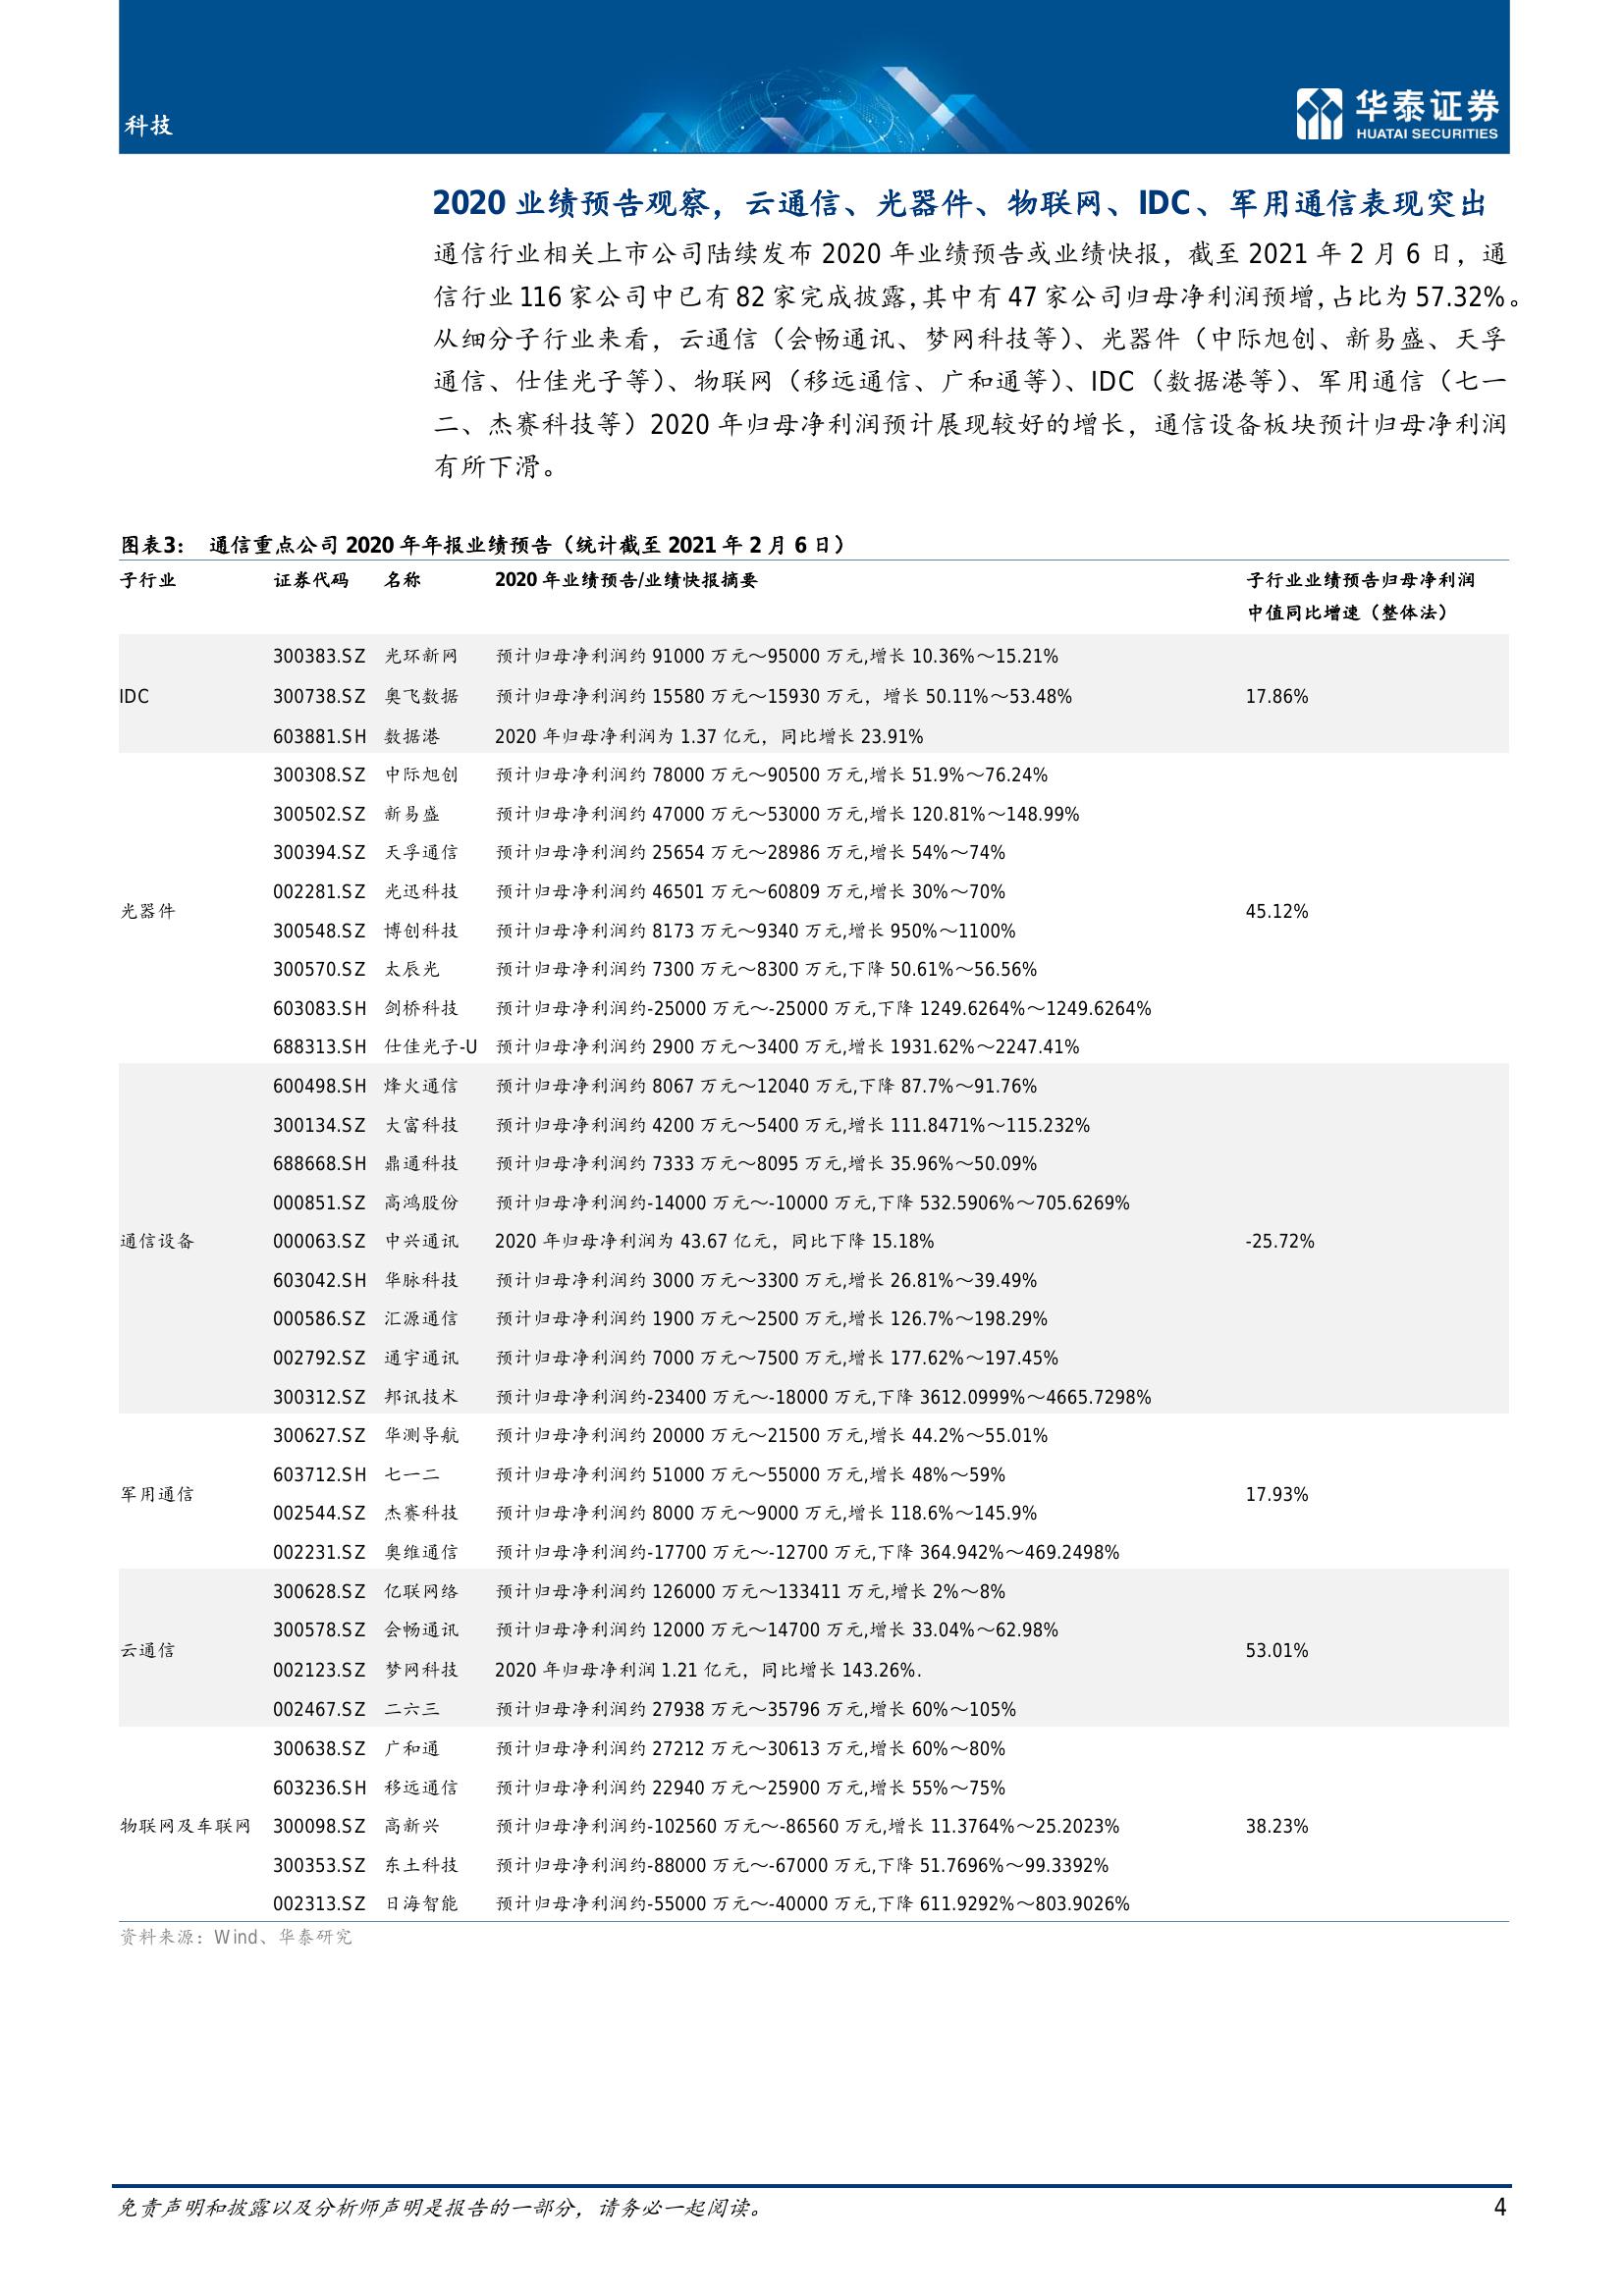 科技
华泰证券
HUATAI SECURITIES
2020 业绩预告观察，云通信、光器件、物联网、IDC、军用通信表现突出
通信行业相关上市公司陆续发布 2020 年业绩预告或业绩快报，截至 2021 年 2 月 6 日，通
信行业 116 家公司中已有 82 家完成披露,其中有 47 家公司归母净利润预增,占比为 57.32%。
从细分子行业来看，云通信（会畅通讯、梦网科技等）、光器件（中际旭创、新易盛、天孚
通信、仕佳光子等）、物联网（移远通信、广和通等）、IDC（数据港等）、军用通信（七一
二、杰赛科技等）2020 年归母净利润预计展现较好的增长，通信设备板块预计归母净利润
有所下滑。
图表3： 通信重点公司 2020 年年报业绩预告（统计截至 2021 年 2 月 6 日）
子行业 证券代码 名称 2020 年业绩预告/业绩快报摘要 子行业业绩预告归母净利润
中值同比增速（整体法）
300383.SZ 光环新网 预计归母净利润约 91000 万元～95000 万元,增长 10.36%～15.21%
IDC 300738.SZ 奥飞数据 预计归母净利润约 15580 万元～15930 万元，增长 50.11%～53.48% 17.86%
603881.SH 数据港 2020 年归母净利润为 1.37 亿元，同比增长 23.91%
300308.SZ 中际旭创 预计归母净利润约 78000 万元～90500 万元,增长 51.9%～76.24%
300502.SZ 新易盛 预计归母净利润约 47000 万元～53000 万元,增长 120.81%～148.99%
300394.SZ 天孚通信 预计归母净利润约 25654 万元～28986 万元,增长 54%～74%
002281.SZ 光迅科技 预计归母净利润约 46501 万元～60809 万元,增长 30%～70%
光器件 45.12%
300548.SZ 博创科技 预计归母净利润约 8173 万元～9340 万元,增长 950%～1100%
300570.SZ 太辰光 预计归母净利润约 7300 万元～8300 万元,下降 50.61%～56.56%
603083.SH 剑桥科技 预计归母净利润约-25000 万元～-25000 万元,下降 1249.6264%～1249.6264%
688313.SH 仕佳光子-U 预计归母净利润约 2900 万元～3400 万元,增长 1931.62%～2247.41%
600498.SH 烽火通信 预计归母净利润约 8067 万元～12040 万元,下降 87.7%～91.76%
300134.SZ 大富科技 预计归母净利润约 4200 万元～5400 万元,增长 111.8471%～115.232%
688668.SH 鼎通科技 预计归母净利润约 7333 万元～8095 万元,增长 35.96%～50.09%
000851.SZ 高鸿股份 预计归母净利润约-14000 万元～-10000 万元,下降 532.5906%～705.6269%
通信设备 000063.SZ 中兴通讯 2020 年归母净利润为 43.67 亿元，同比下降 15.18% -25.72%
603042.SH 华脉科技 预计归母净利润约 3000 万元～3300 万元,增长 26.81%～39.49%
000586.SZ 汇源通信 预计归母净利润约 1900 万元～2500 万元,增长 126.7%～198.29%
002792.SZ 通宇通讯 预计归母净利润约 7000 万元～7500 万元,增长 177.62%～197.45%
300312.SZ 邦讯技术 预计归母净利润约-23400 万元～-18000 万元,下降 3612.0999%～4665.7298%
300627.SZ 华测导航 预计归母净利润约 20000 万元～21500 万元,增长 44.2%～55.01%
603712.SH 七一二 预计归母净利润约 51000 万元～55000 万元,增长 48%～59%
军用通信 17.93%
002544.SZ 杰赛科技 预计归母净利润约 8000 万元～9000 万元,增长 118.6%～145.9%
002231.SZ 奥维通信 预计归母净利润约-17700 万元～-12700 万元,下降 364.942%～469.2498%
300628.SZ 亿联网络 预计归母净利润约 126000 万元～133411 万元,增长 2%～8%
300578.SZ 会畅通讯 预计归母净利润约 12000 万元～14700 万元,增长 33.04%～62.98%
云通信 53.01%
002123.SZ 梦网科技 2020 年归母净利润 1.21 亿元，同比增长 143.26%.
002467.SZ 二六三 预计归母净利润约 27938 万元～35796 万元,增长 60%～105%
300638.SZ 广和通 预计归母净利润约 27212 万元～30613 万元,增长 60%～80%
603236.SH 移远通信 预计归母净利润约 22940 万元～25900 万元,增长 55%～75%
物联网及车联网 300098.SZ 高新兴 预计归母净利润约-102560 万元～-86560 万元,增长 11.3764%～25.2023% 38.23%
300353.SZ 东土科技 预计归母净利润约-88000 万元～-67000 万元,下降 51.7696%～99.3392%
002313.SZ 日海智能 预计归母净利润约-55000 万元～-40000 万元,下降 611.9292%～803.9026%
资料来源：Wind、华泰研究
免责声明和披露以及分析师声明是报告的一部分，请务必一起阅读。 4